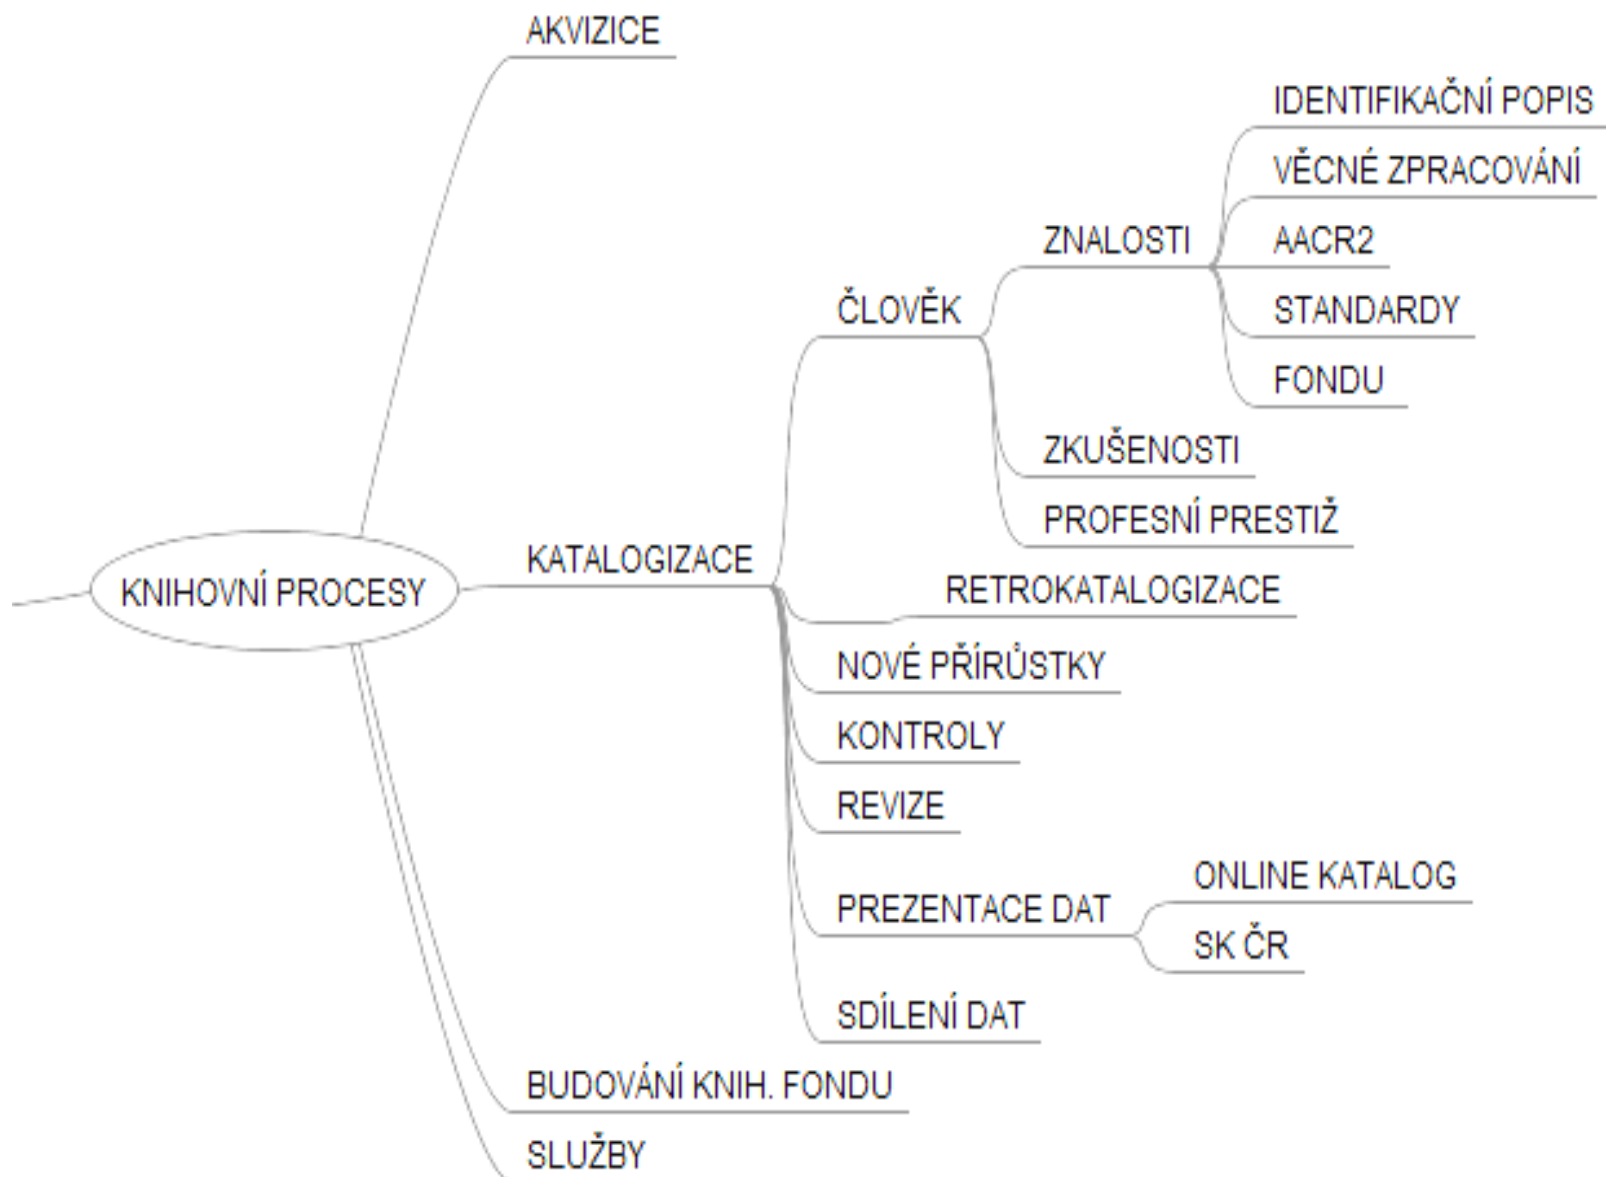 AKVIZICE
IDENTIFIKAČNÍ POPIS
VĚCNÉ ZPRACOVÁNÍ
ZNALOSTI
AACR2
ČLOVĚK
STANDARDY
FONDU
ZKUŠENOSTI
PROFESNÍ PRESTIŽ
KATALOGIZACE
KNIHOVNÍ PROCESY
RETROKATALOGIZACE
NOVÉ PŘÍRŮSTKY
KONTROLY
REVIZE
ONLINE KATALOG
PREZENTACE DAT
SK ČR
SDÍLENÍ DAT
BUDOVÁNÍ KNIH. FONDU
SLUŽBY